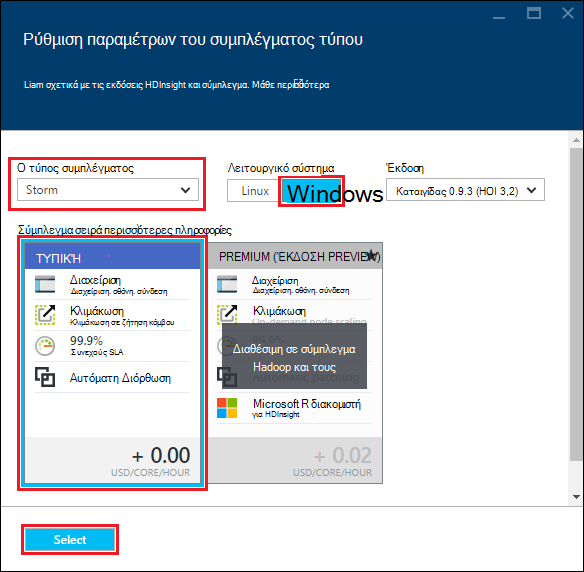 Ρύθμιση παραμέτρων του συμπλέγματος τύπου
Liam σχετικά με τις εκδόσεις HDInsight και σύμπλεγμα. Μάθε περισσότερα
Ο τύπος συμπλέγματος
Λειτουργικό σύστημα
Έκδοση
Storm
Linux
Windows
Καταιγίδας 0.9.3 (HOI 3,2)
Σύμπλεγμα σειρά περισσότερες πληροφορίες
ΤΥΠΙΚΉ
Διαχείριση
Διαχείριση. οθόνη, σύνδεση
Κλιμάκωση
Κλιμάκωση σε ζήτηση κόμβου
99.9%
Συνεχούς SLA
Αυτόματη Διόρθωση
+ 0.00
USD/CORE/HOUR
PREMIUM (ΈΚΔΟΣΗ PREVIEW)
Διαχείριση
Διαχείριση. οθόνη, σύνδεση
Κλιμάκωση
On-demand node scaling
Διαθέσιμη σε σύμπλεγμα
Hadoop και τους
Automatic patching
Microsoft R διακομιστή
για HDInsight
+ 0.02
USD/CORE/HOUR
Select